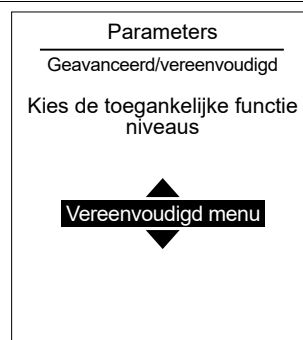 Parameters
Geavanceerd/vereenvoudigd
Kies de toegankelijke functie
niveaus
Vereenvoudigd menu